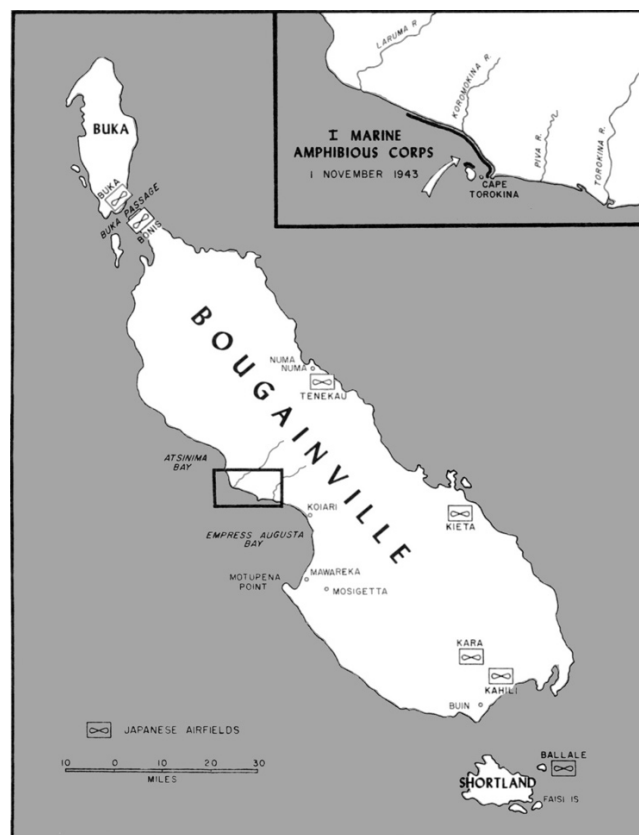 LARUMA R.
KOROMOKINA R.
PIVA R.
TOROKINA R.
I MARINE
AMPHIBIOUS CORPS
1 NOVEMBER 1943
CAPE
TOROKINA
BUKA
BUKA
BUKA PASSAGE
BONIS
BOUGAINVILLE
NUMA
NUMA
TENEKAU
ATSINIMA
BAY
KOIARI
KIETA
EMPRESS AUGUSTA
BAY
MOTUPENA
POINT
MAWAREKA
MOSIGETTA
KARA
KAHILI
BUIN
JAPANESE AIRFIELDS
10 0 10 20 30
MILES
BALLALE
SHORTLAND
FAISI IS